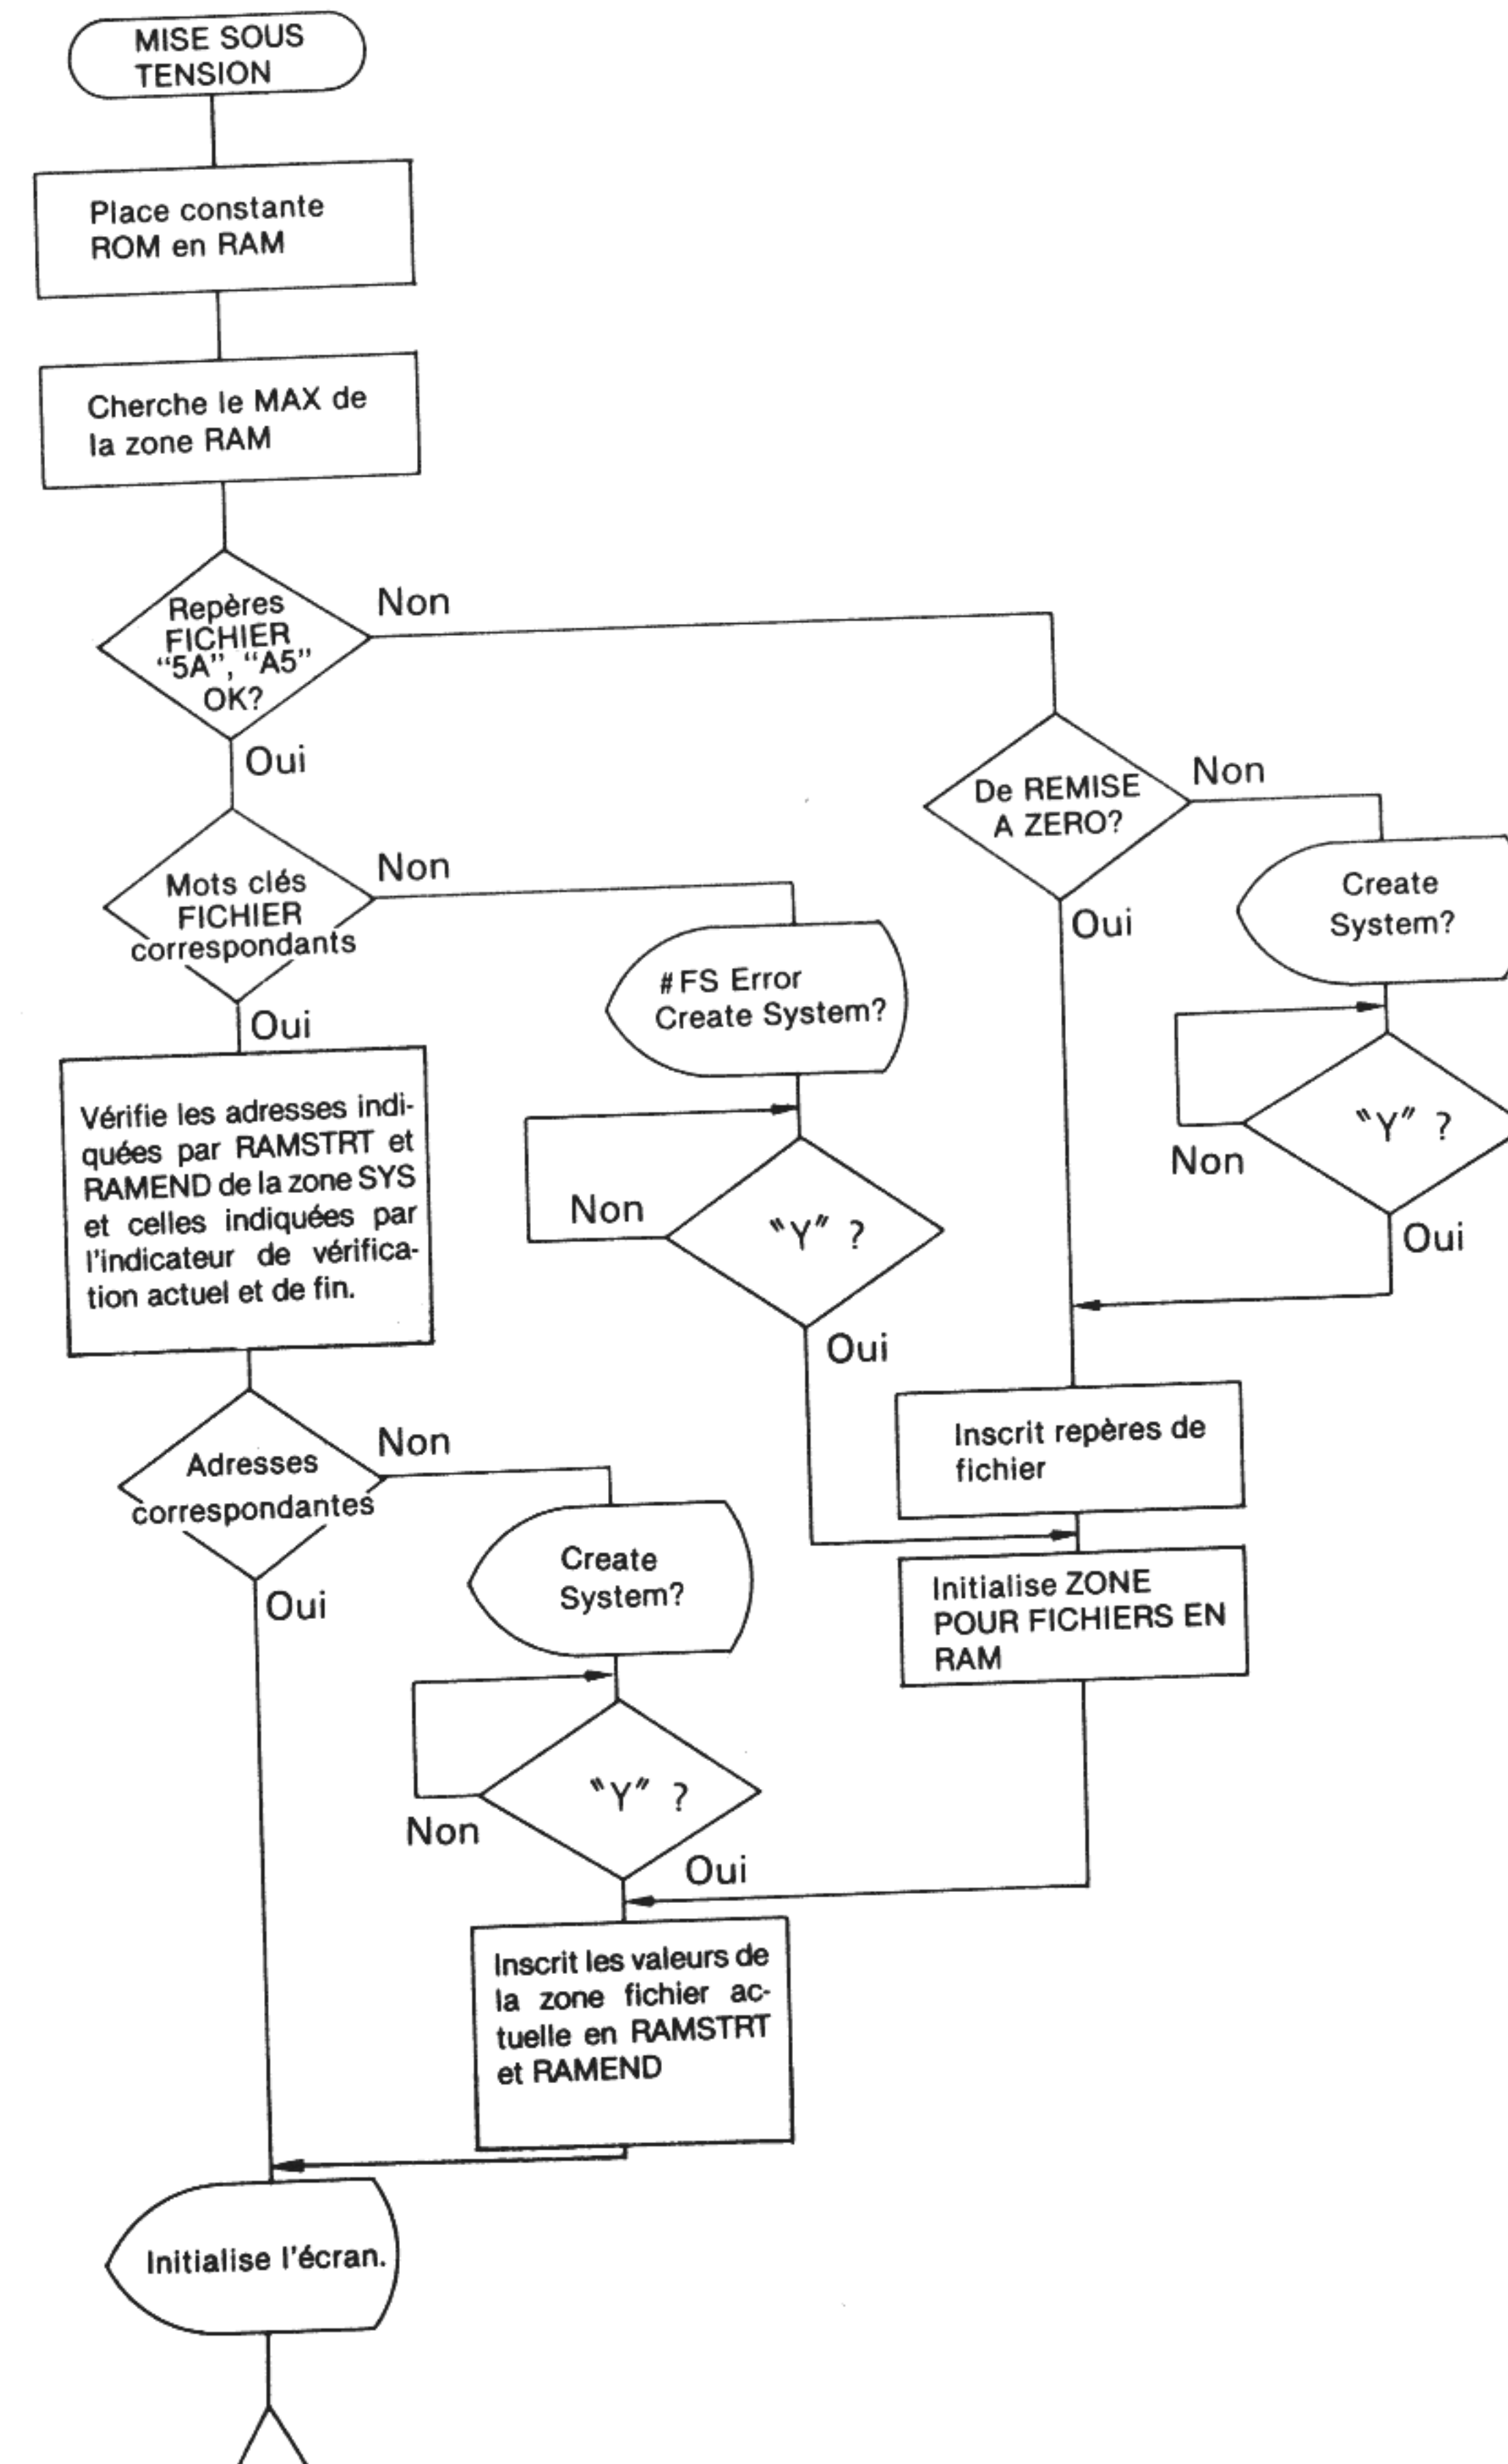 MISE SOUS
TENSION
Place constante
ROM en RAM
Cherche le MAX de
la zone RAM
Repères
FICHIER
“5A”, “A5”
OK?
Non
Oui
De REMISE
A ZERO?
Non
Oui
Create
System?
"Y" ?
Non
Oui
Mots clés
FICHIER
correspondants
Non
Oui
#FS Error
Create System?
"Y" ?
Non
Oui
Vérifie les adresses indi-
quées par RAMSTRT et
RAMEND de la zone SYS
et celles indiquées par
l'indicateur de vérifica-
tion actuel et de fin.
Inscrit repères de
fichier
Initialise ZONE
POUR FICHIERS EN
RAM
Adresses
correspondantes
Non
Oui
Create
System?
"Y" ?
Non
Oui
Inscrit les valeurs de
la zone fichier ac-
tuelle en RAMSTRT
et RAMEND
Initialise l'écran.